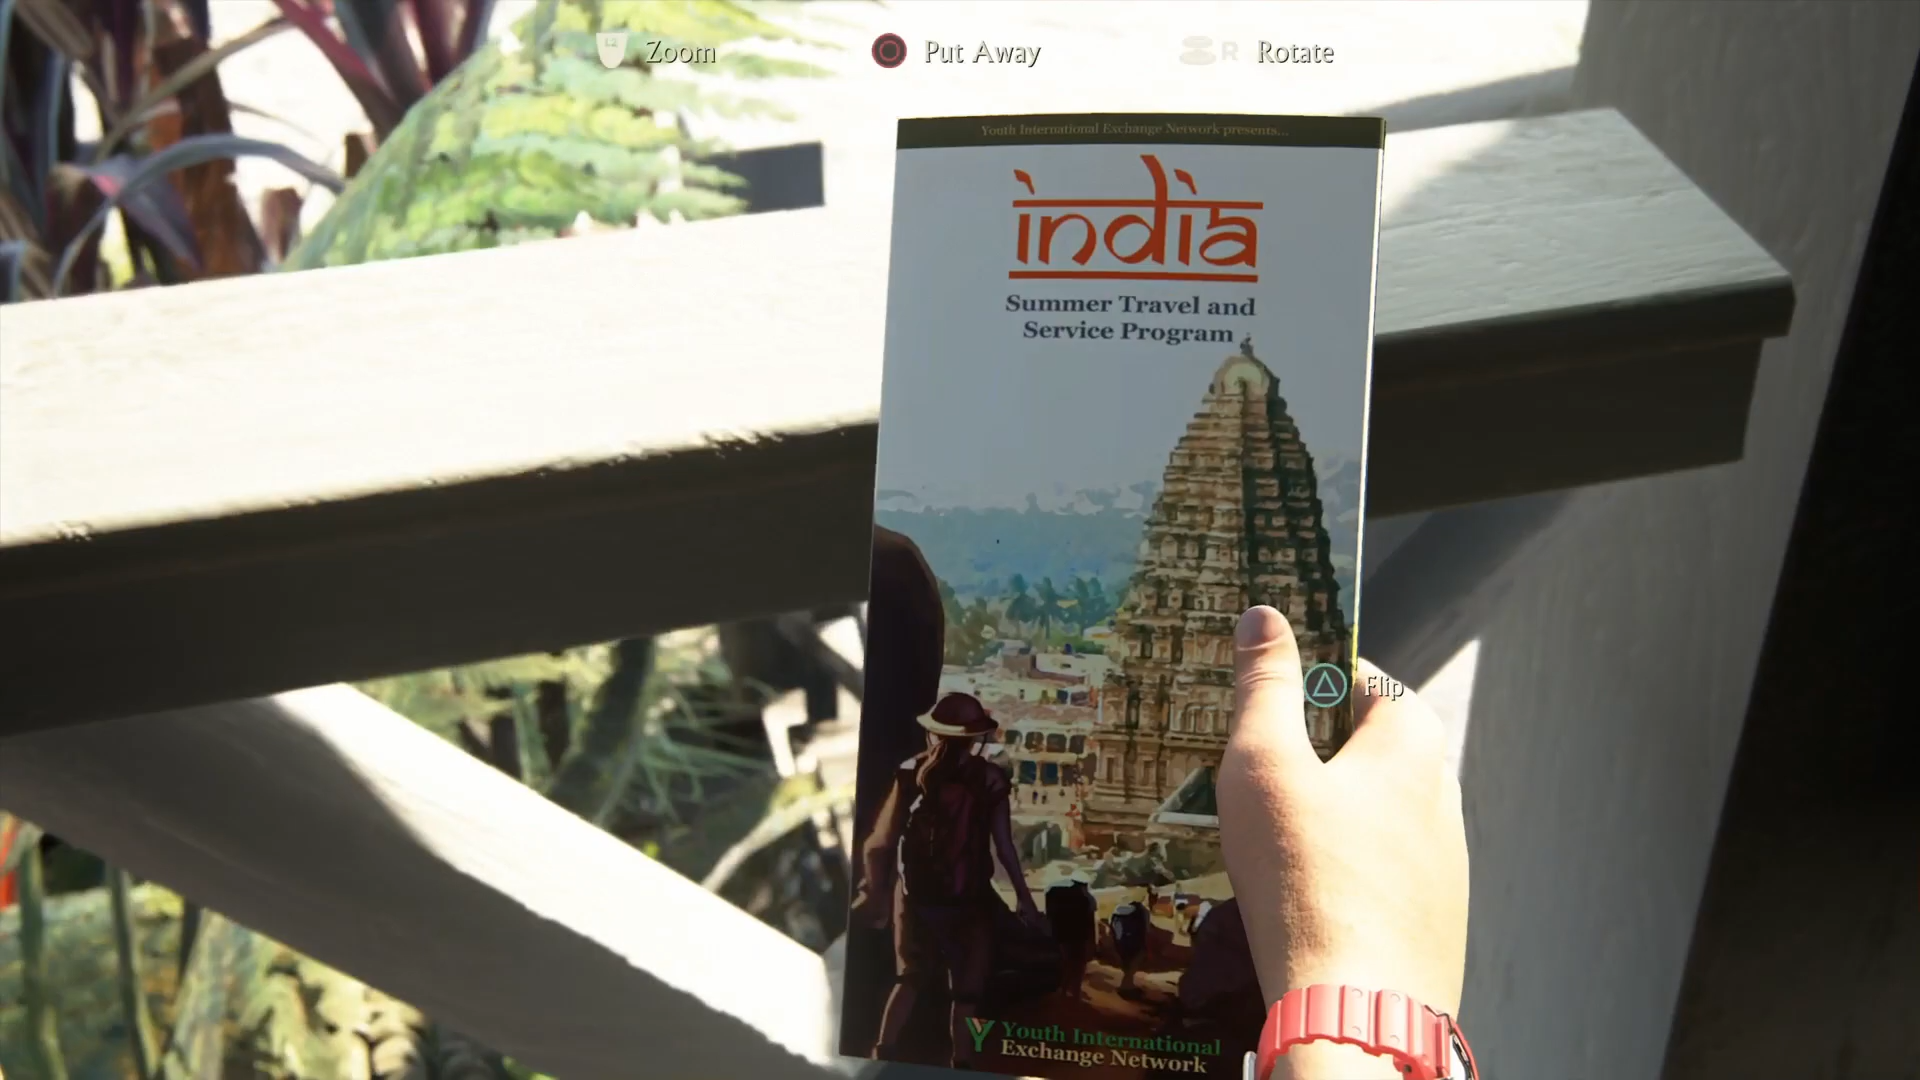 L2 Zoom
Put Away
R Rotate
Youth International Exchange Network presents...
india
Summer Travel and
Service Program
Flip
Youth International
Exchange Network